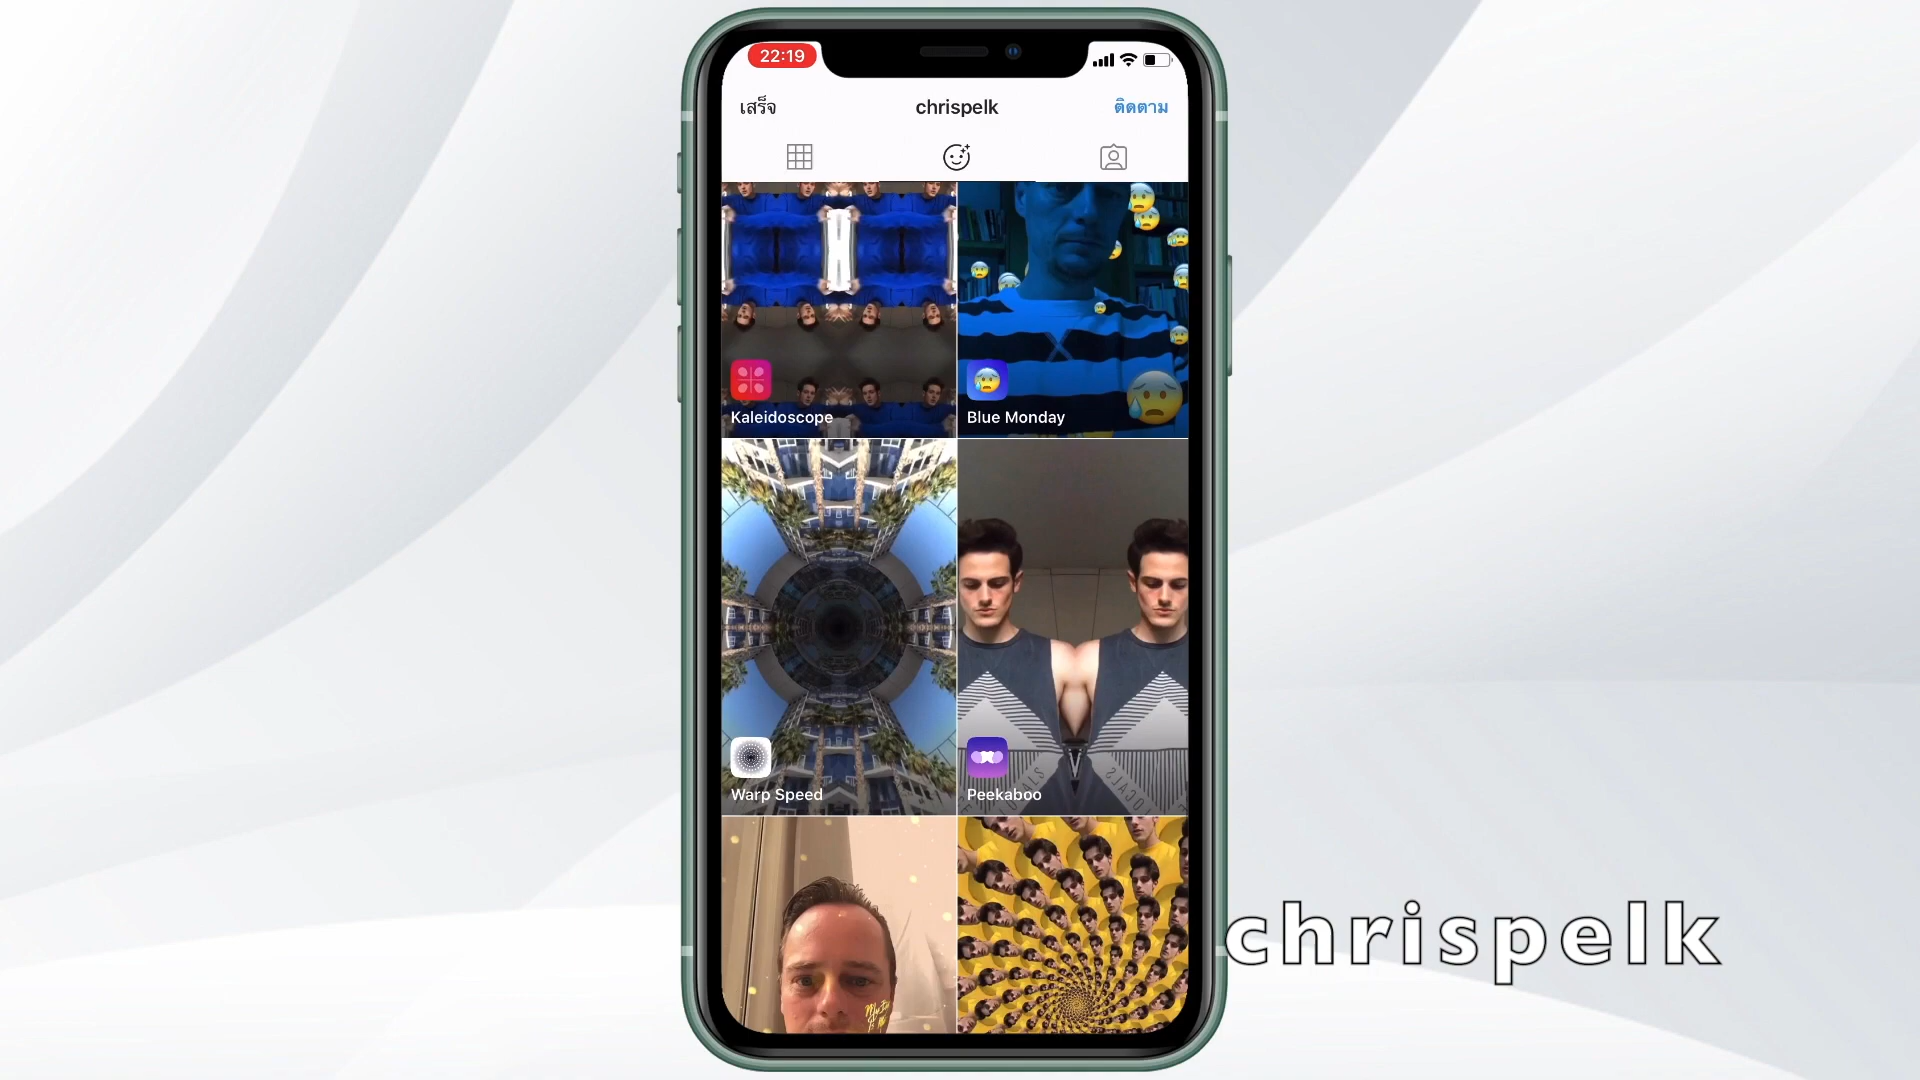 22:19
เสร็จ
chrispelk
ติดตาม
Kaleidoscope
Blue Monday
Warp Speed
Peekaboo
chrispelk